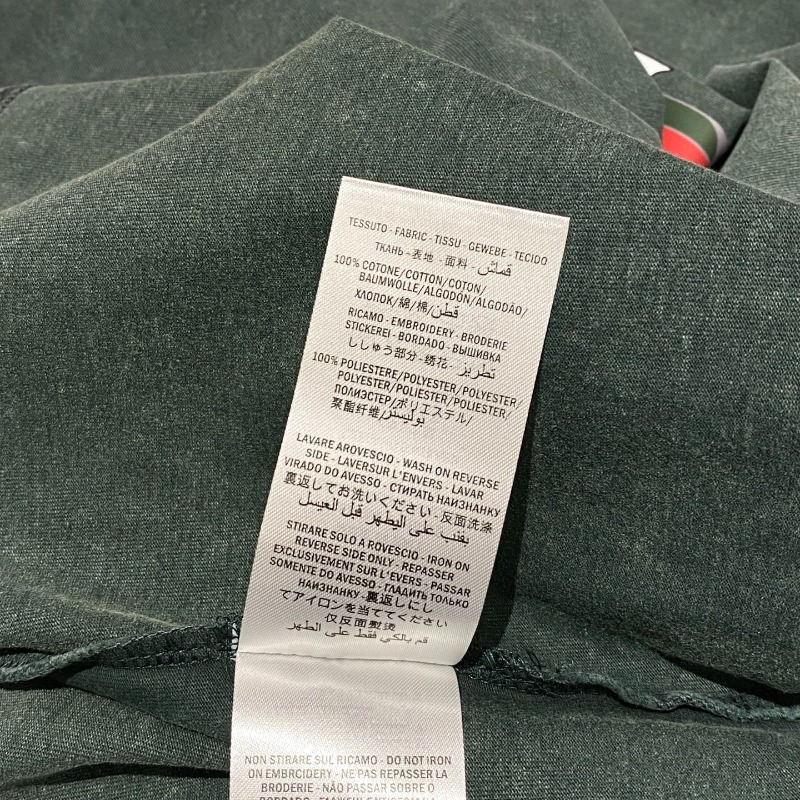 TESSUTO - FABRIC - TISSU - GEWEBE - TECIDO
ТКАНЬ - 表地 - 面料 - قماش
100% COTONE/COTTON/COTON/
BAUMWOLLE/ALGODÓN/ALGODÃO/
ХЛОПОК/綿/棉/قطن
RICAMO - EMBROIDERY - BRODERIE
STICKEREI - BORDADO - ВЫШИВКА
ししゅう部分 - 绣花 - تطريز
100% POLIESTERE/POLYESTER/POLYESTER/
POLYESTER/POLIESTER/POLIESTER/
ПОЛИЭСТЕР/ポリエステル/
聚酯纤维/بوليستر
LAVARE AROVESCIO - WASH ON REVERSE
SIDE - LAVERSUR L'ENVERS - LAVAR
VIRADO DO AVESSO - СТИРАТЬ НАИЗНАНКУ
裏返してお洗いください - 反面洗涤
على قبل
STIRARE SOLO A ROVESCIO - IRON ON
REVERSE SIDE ONLY - REPASSER
EXCLUSIVEMENT SUR L'EVERS - PASSAR
SOMENTE DO AVESSO - ГЛАДИТЬ ТОЛЬКО
НАИЗНАНКУ - 裏返しにし
てアイロンを当ててください
仅反面熨烫
قم بالكي فقط على الظهر
NON STIRARE SUL RICAMO - DO NOT IRON
ON EMBRCIDERY - NE PAS REPASSER LA
BRODERIE - NÃO PASSAR SOBRE O
BORDADO -